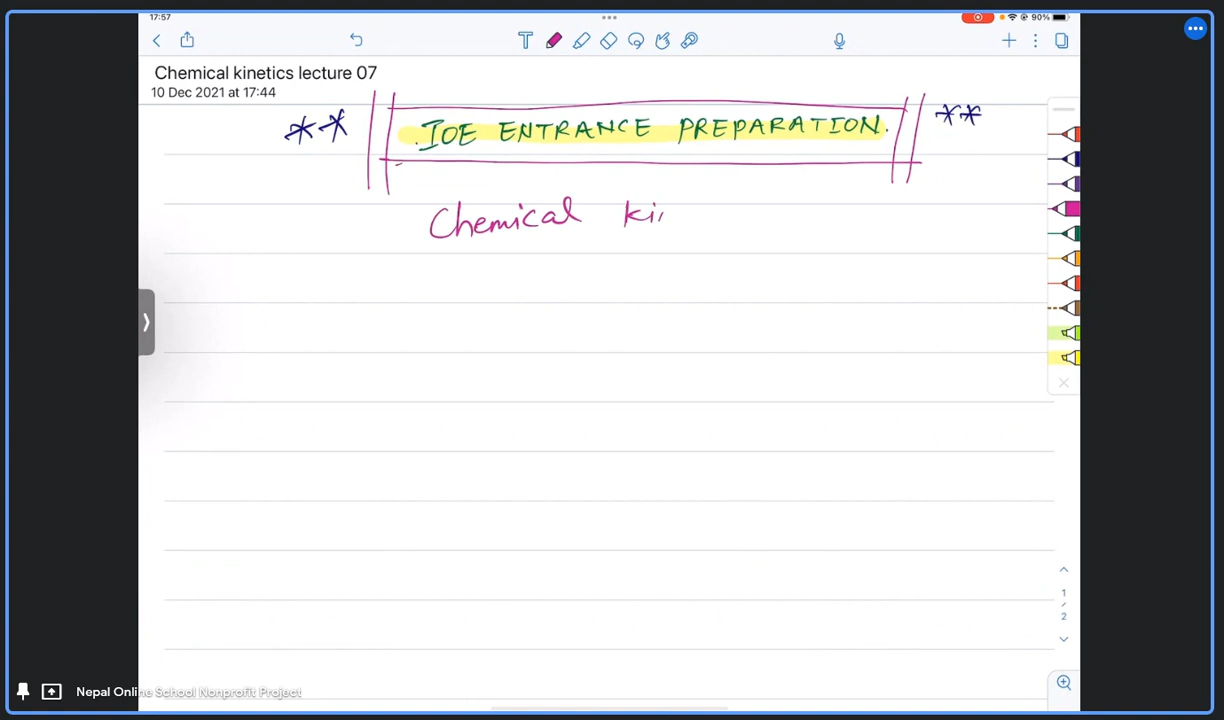 17:57
90%
Chemical kinetics lecture 07
10 Dec 2021 at 17:44
** IOE ENTRANCE PREPARATION. **
Chemical ki
1
2
Nepal Online School Nonprofit Project